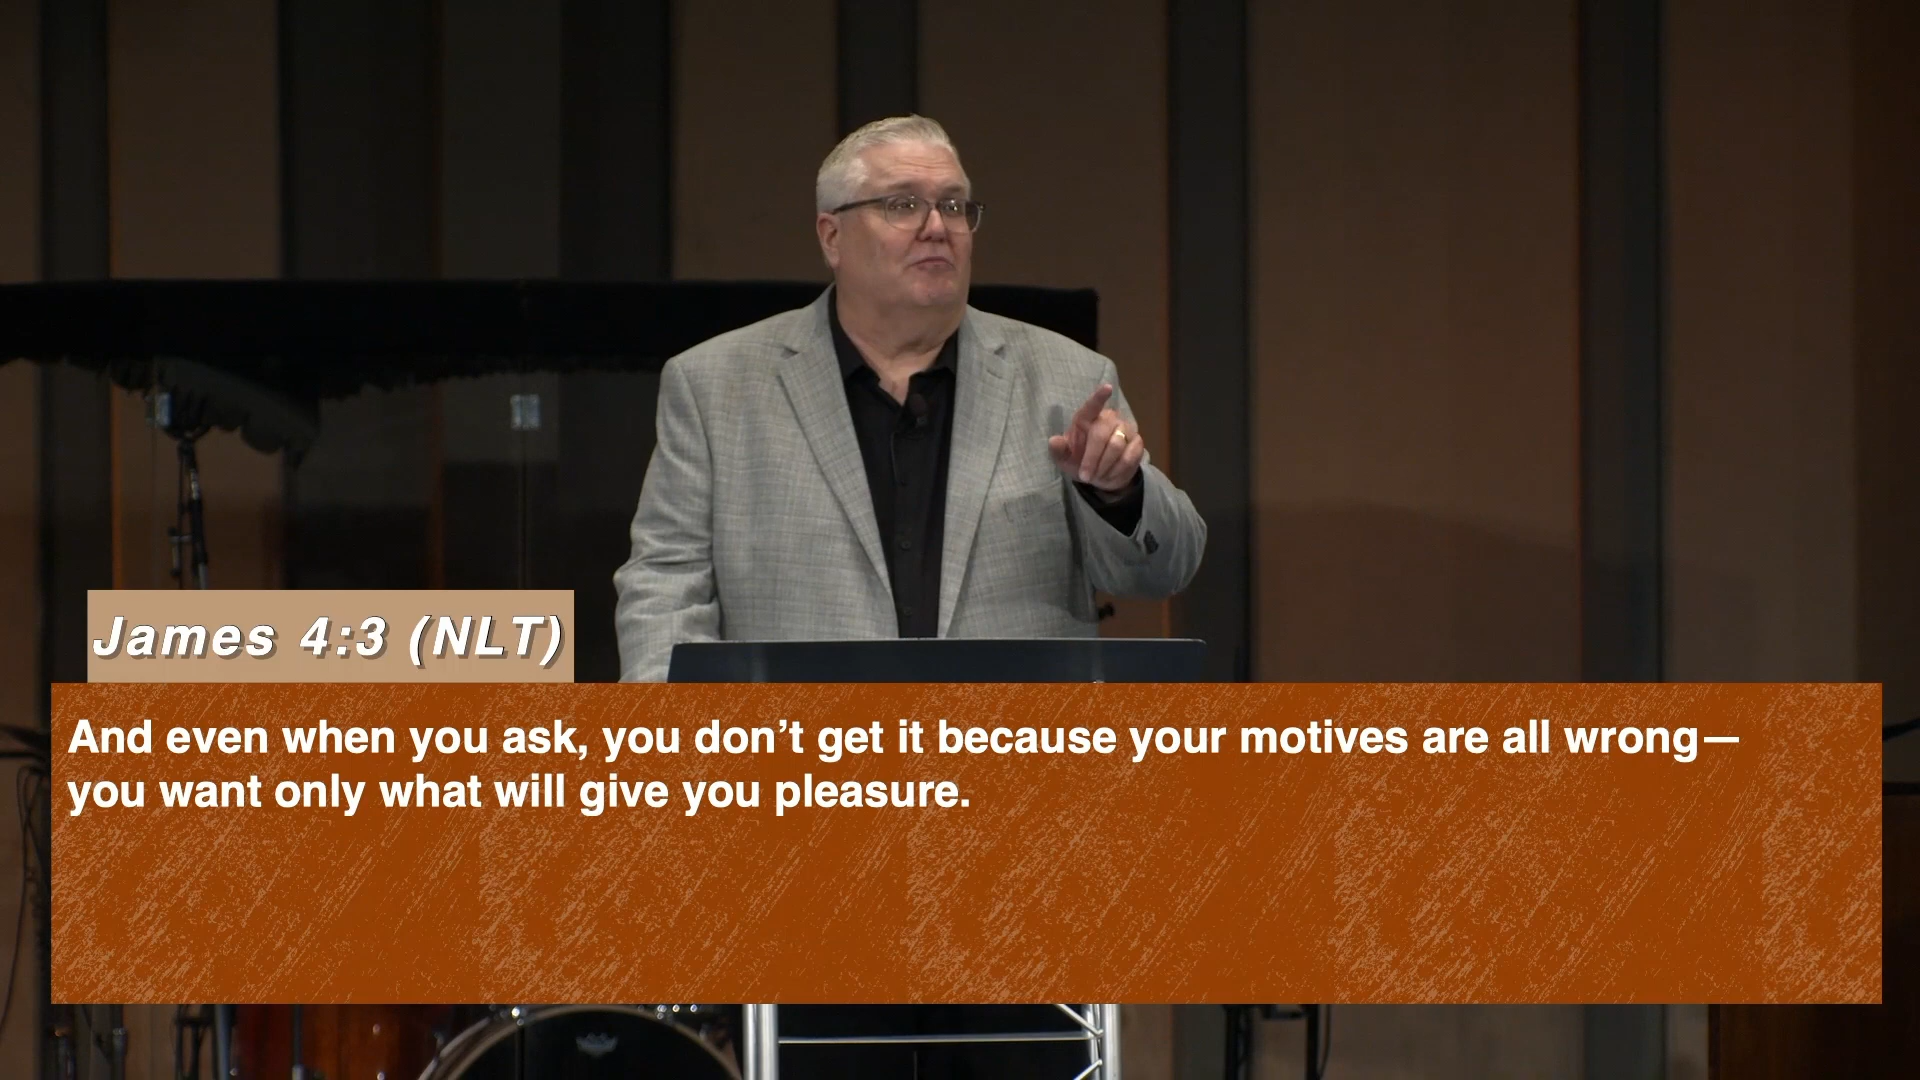 James 4:3 (NLT)
And even when you ask, you don’t get it because your motives are all wrong—
you want only what will give you pleasure.